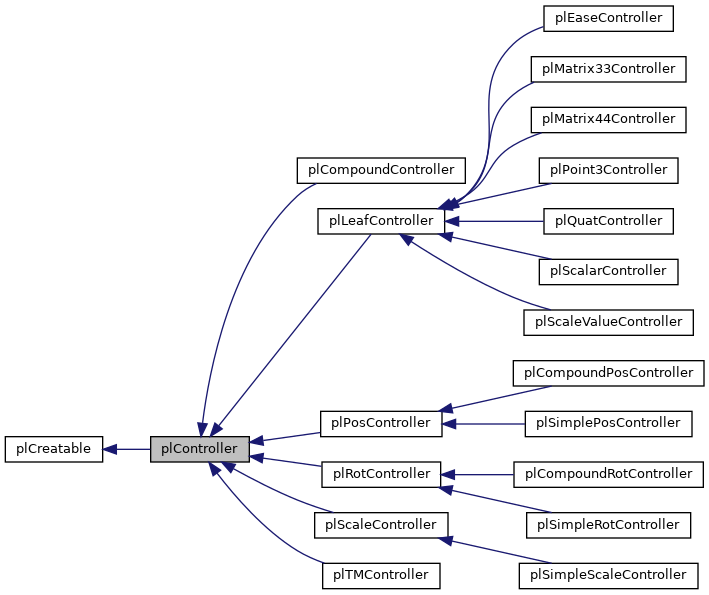 plEaseController
plMatrix33Controller
plMatrix44Controller
plCompoundController
plPoint3Controller
plLeafController
plQuatController
plScalarController
plScaleValueController
plCompoundPosController
plPosController
plSimplePosController
plCreatable
plController
plRotController
plCompoundRotController
plScaleController
plSimpleRotController
plTMController
plSimpleScaleController